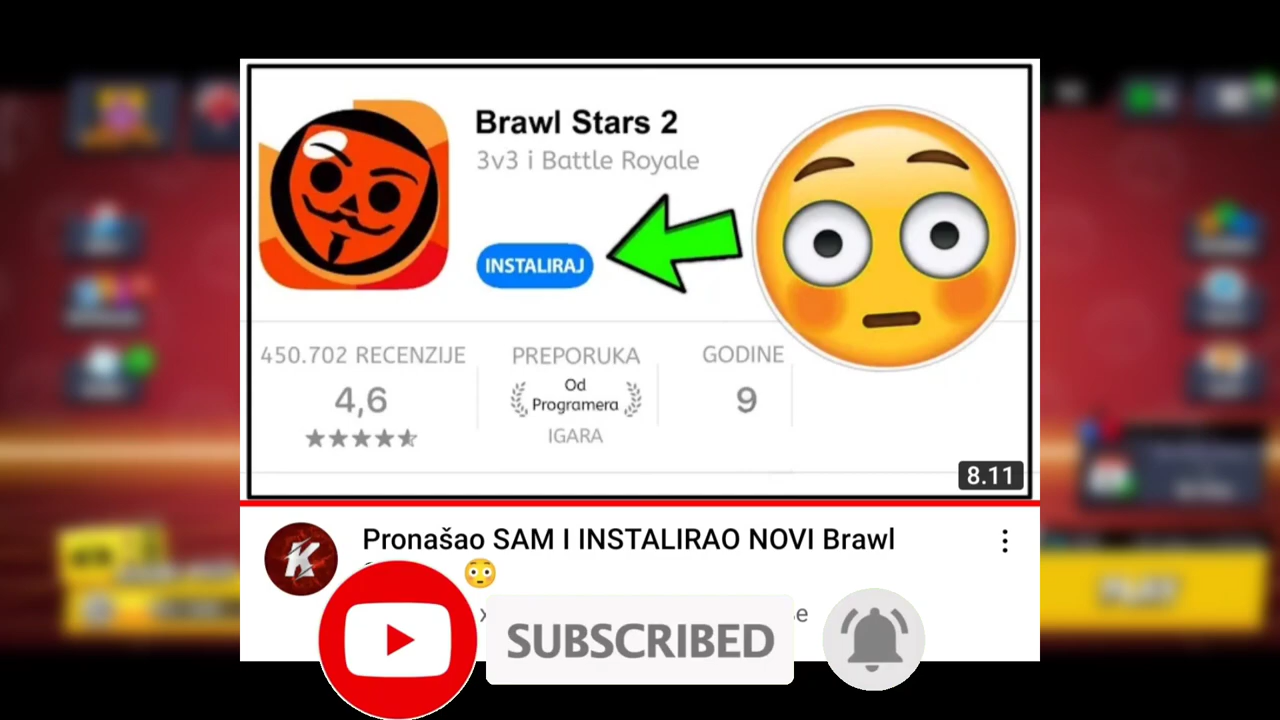 Brawl Stars 2
3v3 i Battle Royale
INSTALIRAJ
450.702 RECENZIJE
PREPORUKA
GODINE
4,6
Od
Programera
9
IGARA
8.11
Pronašao SAM I INSTALIRAO NOVI Brawl
SUBSCRIBED